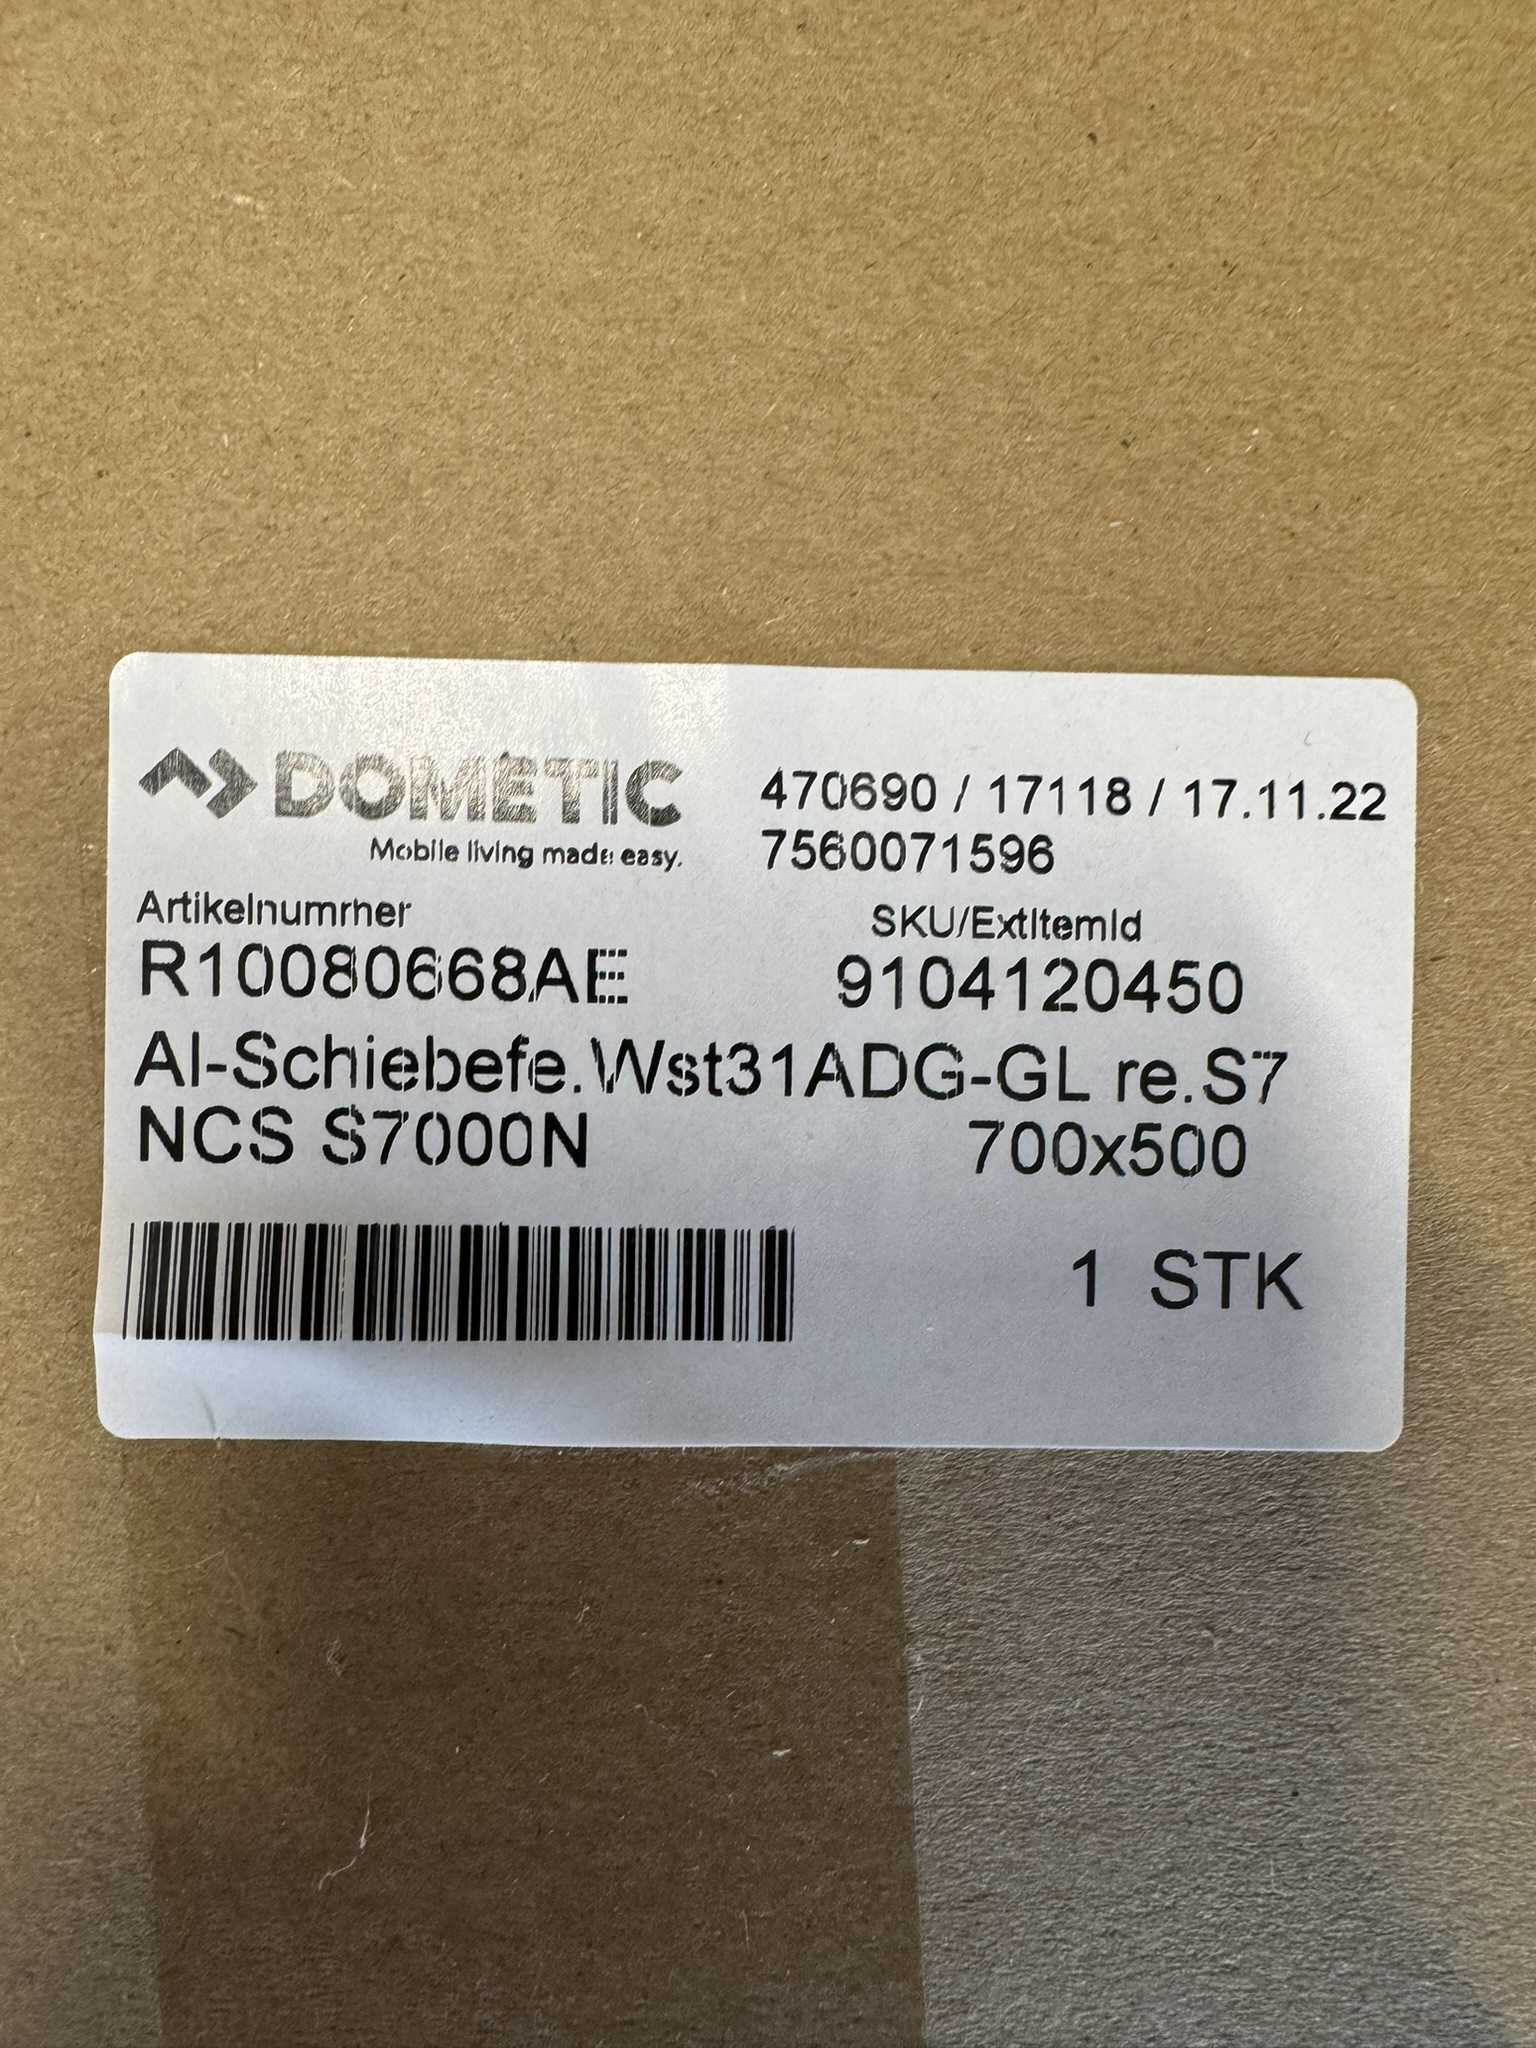 DOMETIC
Mobile living made easy.
470690 / 17118 / 17.11.22
7560071596
Artikelnummer
R10080668AE
SKU/ExtItemId
9104120450
Al-Schiebefe.Wst31ADG-GL re.S7
NCS S7000N
700x500
1 STK